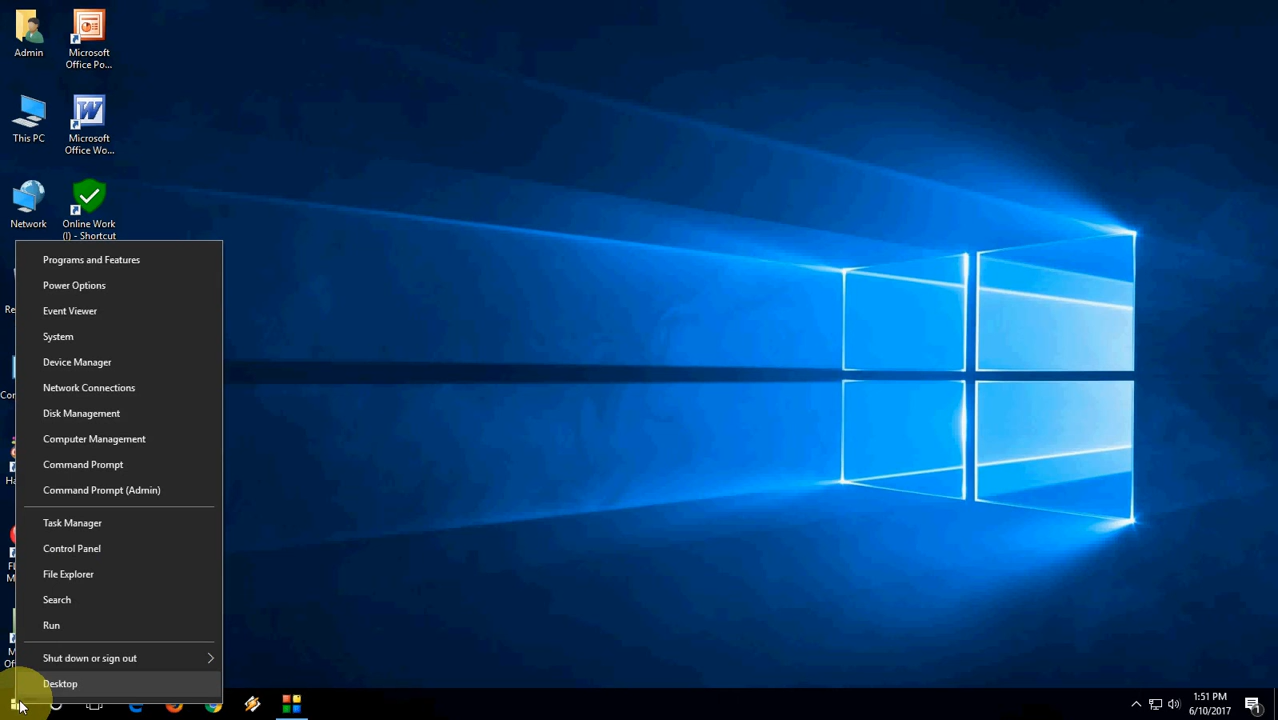 Admin
Microsoft
Office Po...
This PC
Microsoft
Office Wo...
Network
Online Work
(I) - Shortcut
Programs and Features
Power Options
Event Viewer
System
Device Manager
Network Connections
Disk Management
Computer Management
Command Prompt
Command Prompt (Admin)
Task Manager
Control Panel
File Explorer
Search
Run
Shut down or sign out
Desktop
1:51 PM
6/10/2017
1